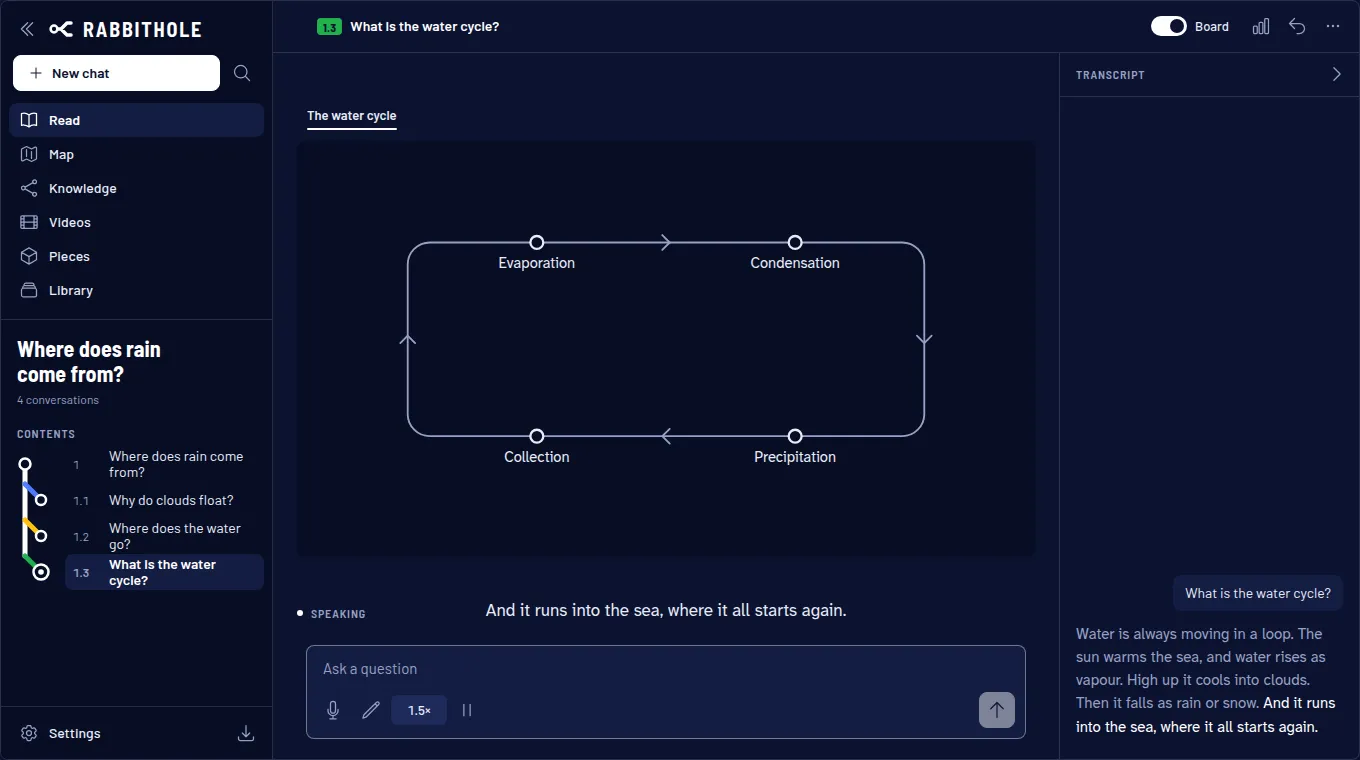 RABBITHOLE
New chat
Read
Map
Knowledge
Videos
Pieces
Library
Where does rain
come from?
4 conversations
CONTENTS
1 Where does rain come
from?
1.1 Why do clouds float?
1.2 Where does the water
go?
1.3 What is the water
cycle?
Settings
1.3 What is the water cycle?
Board
The water cycle
Evaporation
Condensation
Collection
Precipitation
SPEAKING
And it runs into the sea, where it all starts again.
Ask a question
1.5×
TRANSCRIPT
What is the water cycle?
Water is always moving in a loop. The
sun warms the sea, and water rises as
vapour. High up it cools into clouds.
Then it falls as rain or snow. And it runs
into the sea, where it all starts again.